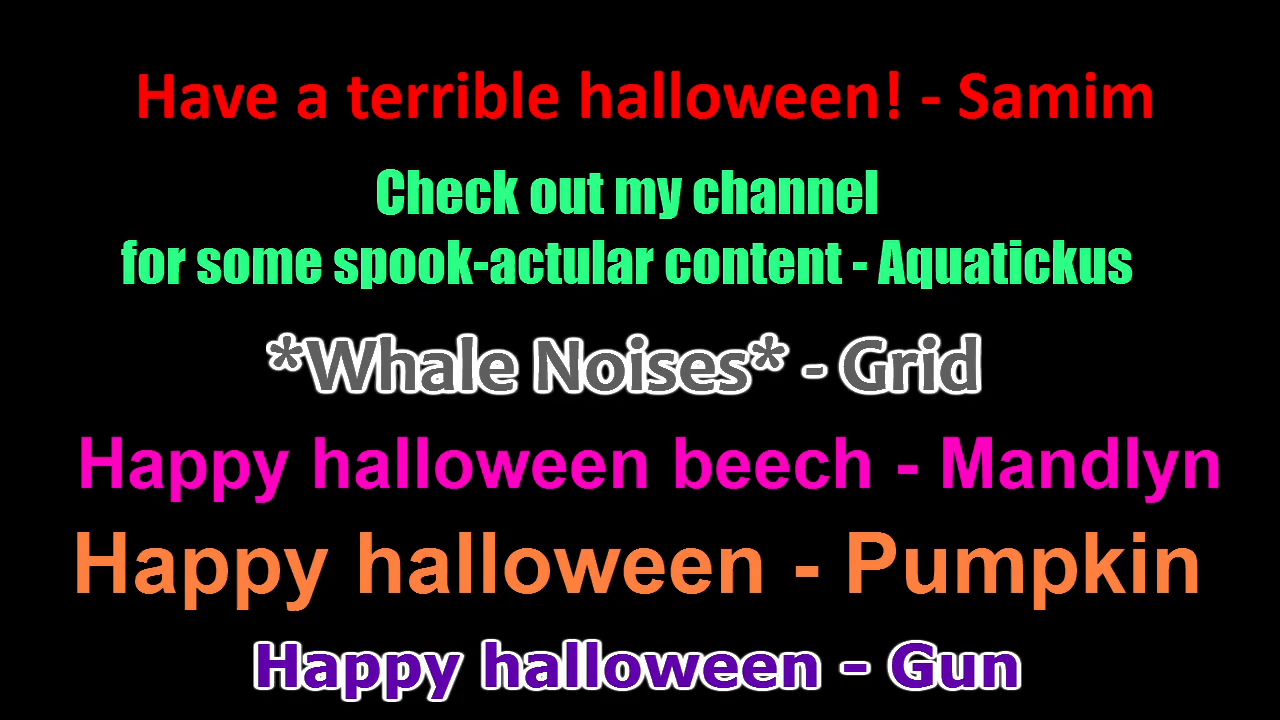 Have a terrible halloween! - Samim
Check out my channel
for some spook-actular content - Aquatickus
*Whale Noises* - Grid
Happy halloween beech - Mandlyn
Happy halloween - Pumpkin
Happy halloween - Gun